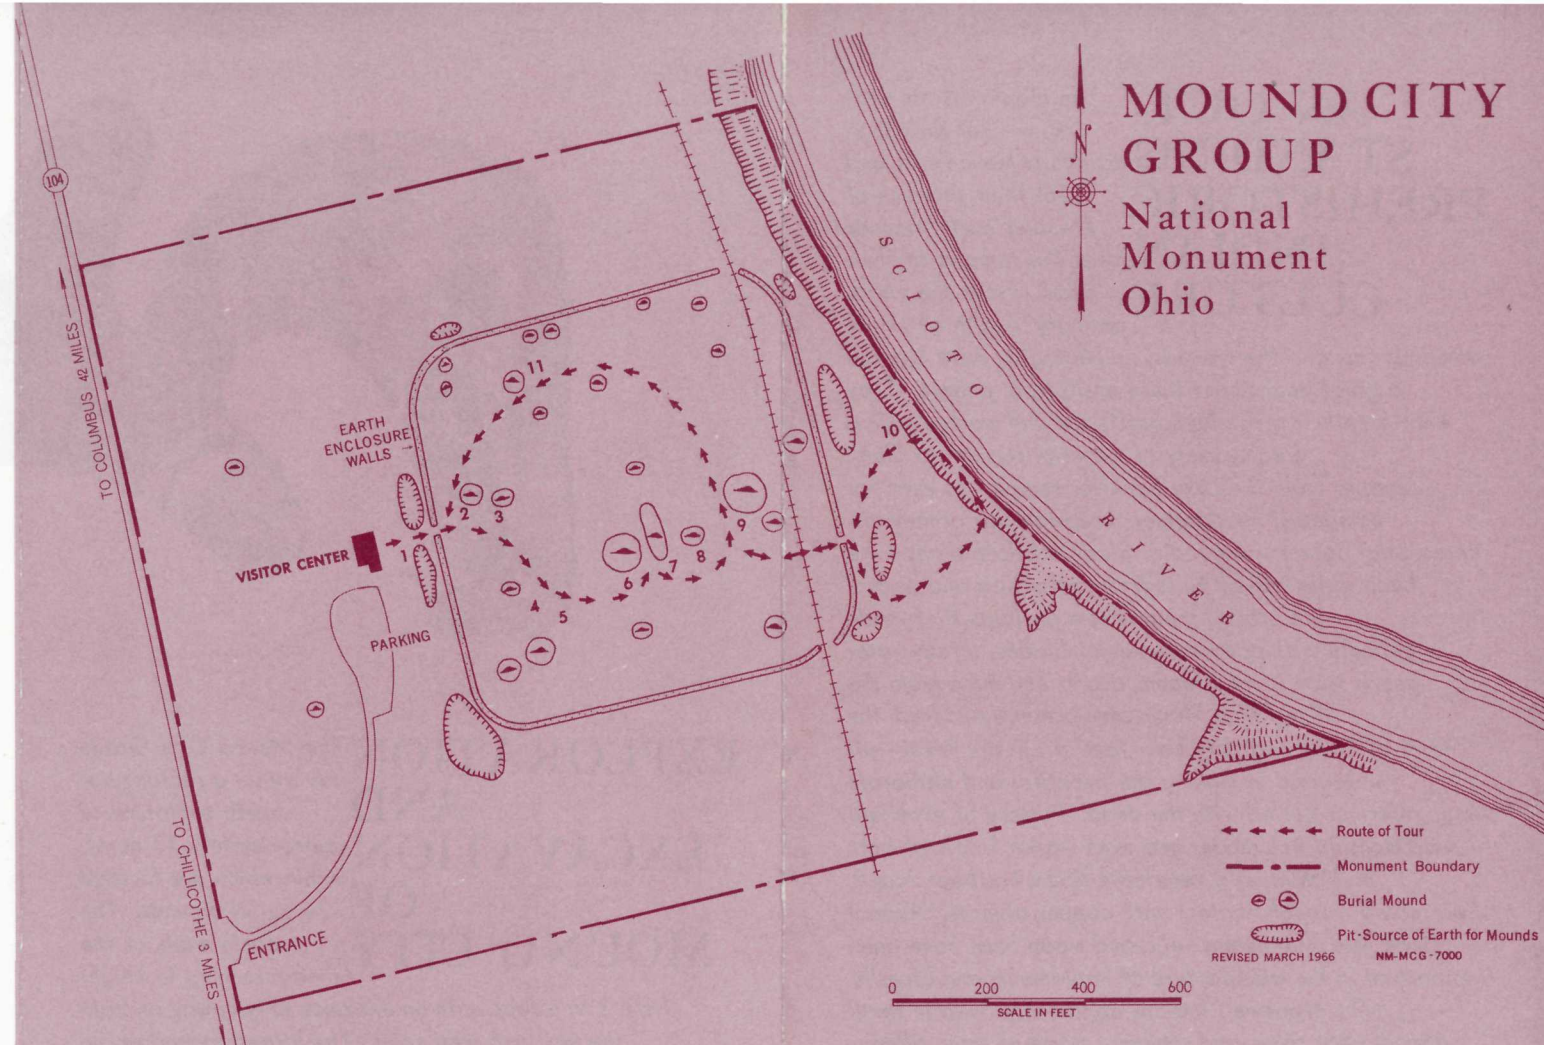 MOUND CITY
GROUP
National
Monument
Ohio
N
104
TO COLUMBUS 42 MILES
TO CHILLICOTHE 3 MILES
EARTH
ENCLOSURE
WALLS
VISITOR CENTER
PARKING
ENTRANCE
1
2
3
4
5
6
7
8
9
10
11
SCIOTO
RIVER
Route of Tour
Monument Boundary
Burial Mound
Pit-Source of Earth for Mounds
REVISED MARCH 1966 NM-MCG-7000
0 200 400 600
SCALE IN FEET